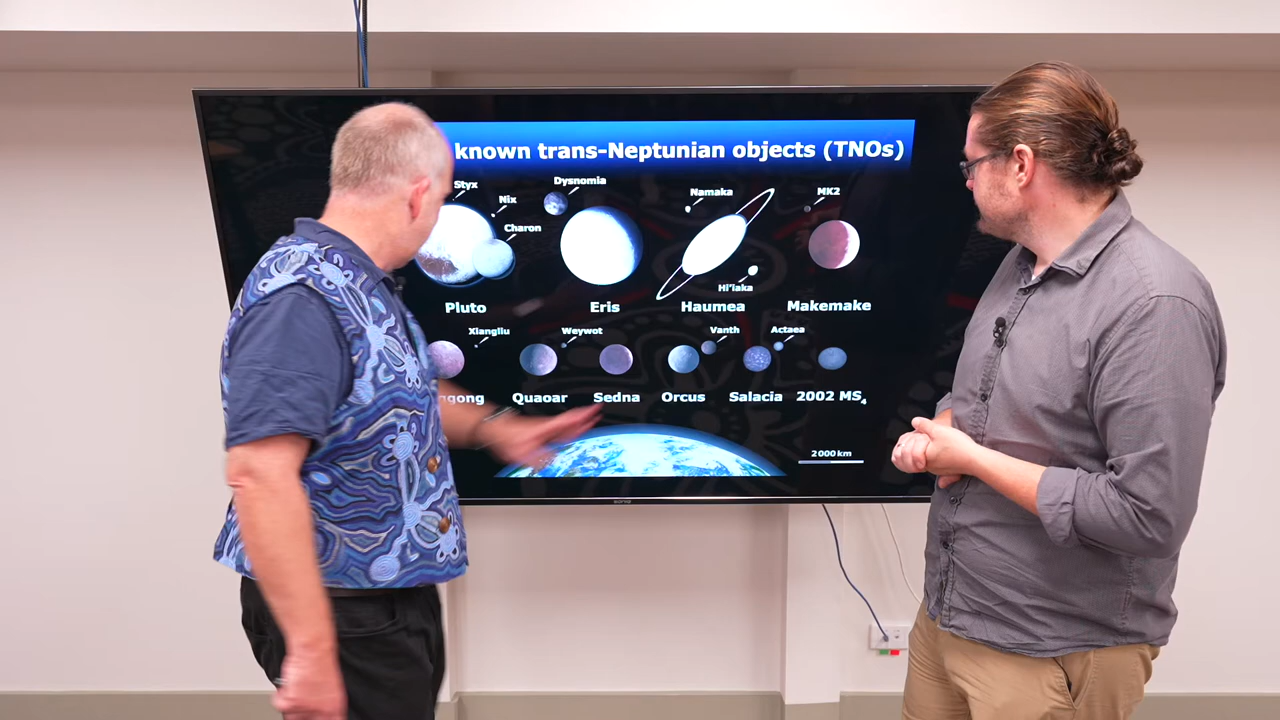 known trans-Neptunian objects (TNOs)
Styx
Nix
Charon
Dysnomia
Namaka
Hi'iaka
MK2
Pluto
Eris
Haumea
Makemake
Xiangliu
Weywot
Vanth
Actaea
gong
Quaoar
Sedna
Orcus
Salacia
2002 MS4
2000 km